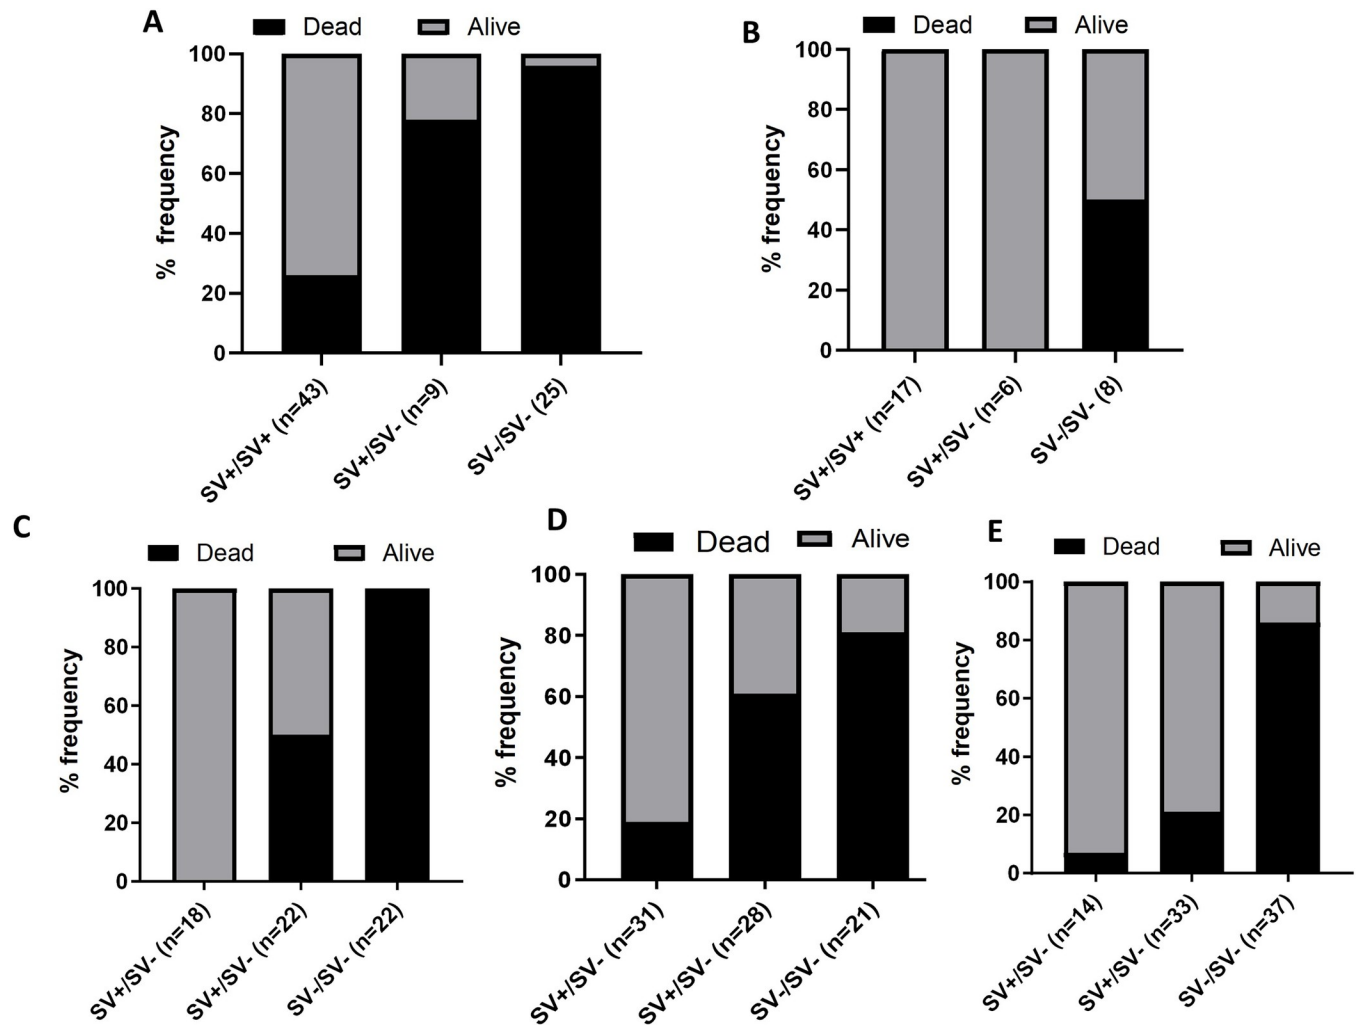 A
Dead Alive
% frequency
100
80
60
40
20
0
SV+/SV+ (n=43)
SV+/SV- (n=9)
SV-/SV- (25)
B
Dead Alive
% frequency
100
80
60
40
20
0
SV+/SV+ (n=17)
SV+/SV- (n=6)
SV-/SV- (8)
C
Dead Alive
% frequency
100
80
60
40
20
0
SV+/SV- (n=18)
SV+/SV- (n=22)
SV-/SV- (n=22)
D
Dead Alive
% frequency
100
80
60
40
20
0
SV+/SV- (n=31)
SV+/SV- (n=28)
SV-/SV- (n=21)
E
Dead Alive
% frequency
100
80
60
40
20
0
SV+/SV- (n=14)
SV+/SV- (n=33)
SV-/SV- (n=37)